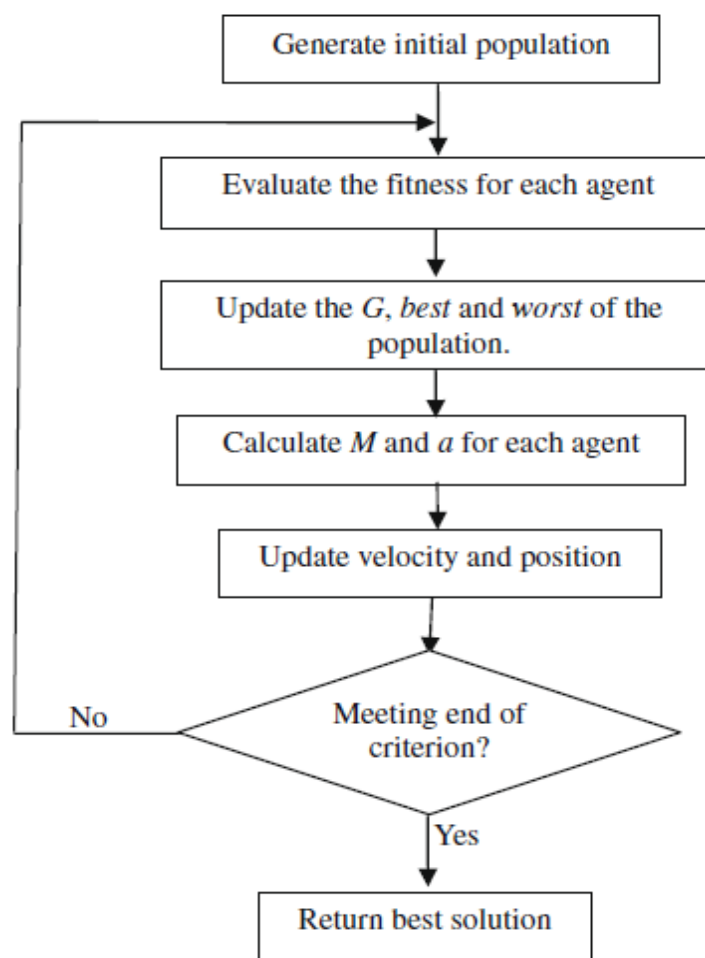 Generate initial population
Evaluate the fitness for each agent
Update the G, best and worst of the
population.
Calculate M and a for each agent
Update velocity and position
Meeting end of
criterion?
No
Yes
Return best solution